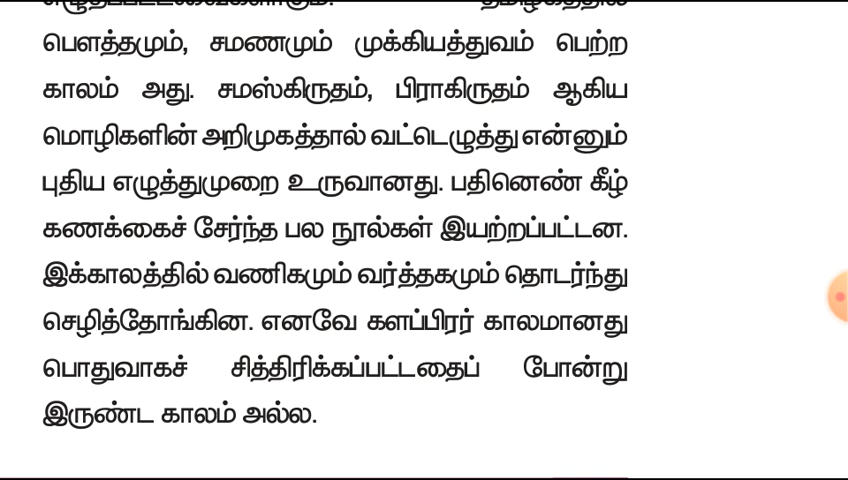 பௌத்தமும், சமணமும் முக்கியத்துவம் பெற்ற
காலம் அது. சமஸ்கிருதம், பிராகிருதம் ஆகிய
மொழிகளின் அறிமுகத்தால் வட்டெழுத்து என்னும்
புதிய எழுத்துமுறை உருவானது. பதினெண் கீழ்
கணக்கைச் சேர்ந்த பல நூல்கள் இயற்றப்பட்டன.
இக்காலத்தில் வணிகமும் வர்த்தகமும் தொடர்ந்து
செழித்தோங்கின. எனவே களப்பிரர் காலமானது
பொதுவாகச் சித்திரிக்கப்பட்டதைப் போன்று
இருண்ட காலம் அல்ல.